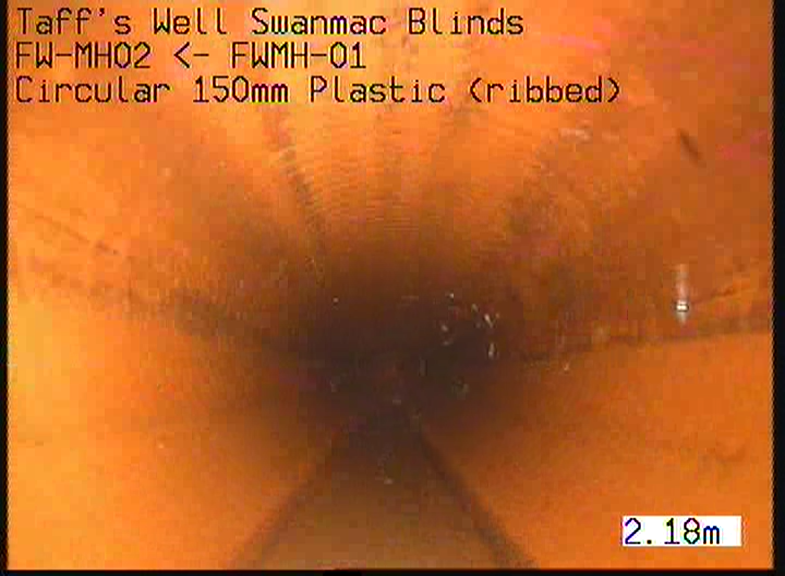 Taff's Well Swanmac Blinds
FW-MH02 <- FWMH-01
Circular 150mm Plastic (ribbed)
2.18m